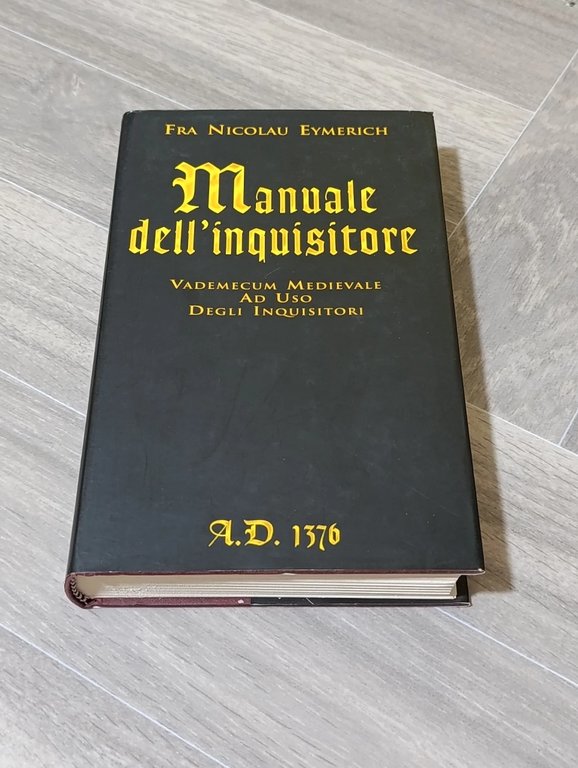 Fra Nicolau Eymerich
Manuale
dell'inquisitore
Vademecum Medievale
Ad Uso
Degli Inquisitori
A.D. 1376